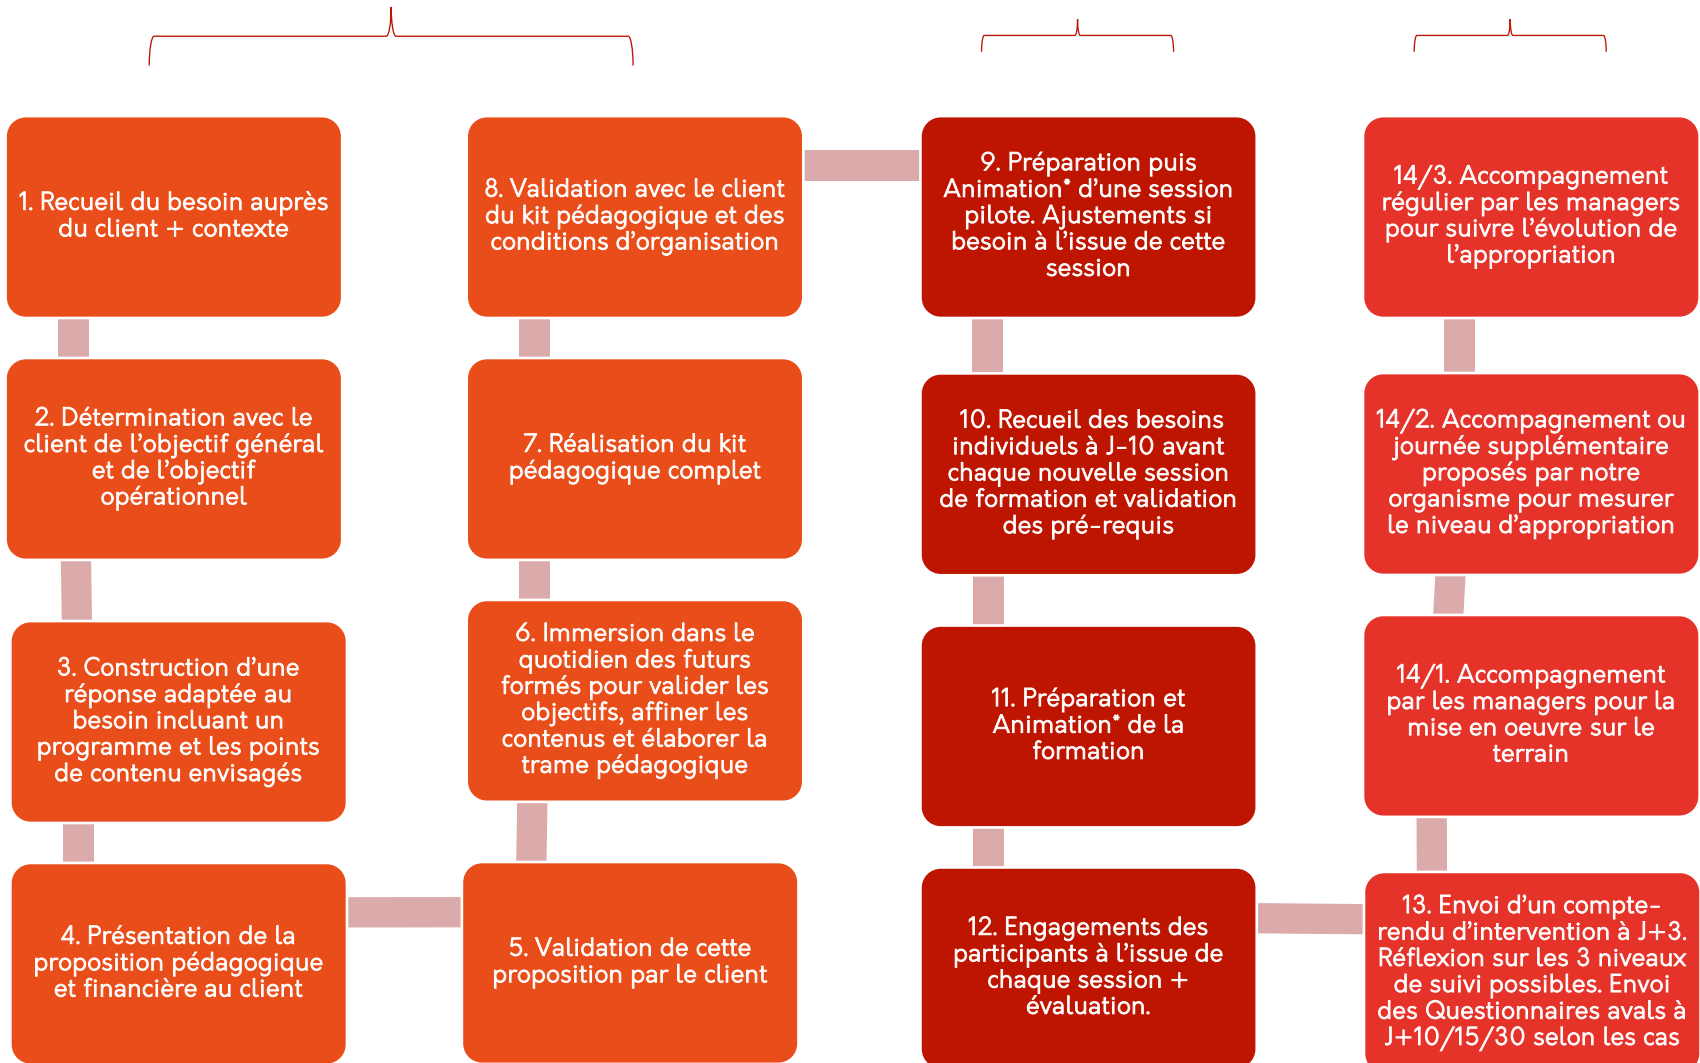 1. Recueil du besoin auprès
du client + contexte
2. Détermination avec le
client de l’objectif général
et de l’objectif
opérationnel
3. Construction d’une
réponse adaptée au
besoin incluant un
programme et les points
de contenu envisagés
4. Présentation de la
proposition pédagogique
et financière au client
5. Validation de cette
proposition par le client
6. Immersion dans le
quotidien des futurs
formés pour valider les
objectifs, affiner les
contenus et élaborer la
trame pédagogique
7. Réalisation du kit
pédagogique complet
8. Validation avec le client
du kit pédagogique et des
conditions d’organisation
9. Préparation puis
Animation* d’une session
pilote. Ajustements si
besoin à l’issue de cette
session
10. Recueil des besoins
individuels à J-10 avant
chaque nouvelle session
de formation et validation
des pré-requis
11. Préparation et
Animation* de la
formation
12. Engagements des
participants à l’issue de
chaque session +
évaluation.
13. Envoi d’un compte-
rendu d’intervention à J+3.
Réflexion sur les 3 niveaux
de suivi possibles. Envoi
des Questionnaires avals à
J+10/15/30 selon les cas
14/1. Accompagnement
par les managers pour la
mise en oeuvre sur le
terrain
14/2. Accompagnement ou
journée supplémentaire
proposés par notre
organisme pour mesurer
le niveau d’appropriation
14/3. Accompagnement
régulier par les managers
pour suivre l’évolution de
l’appropriation